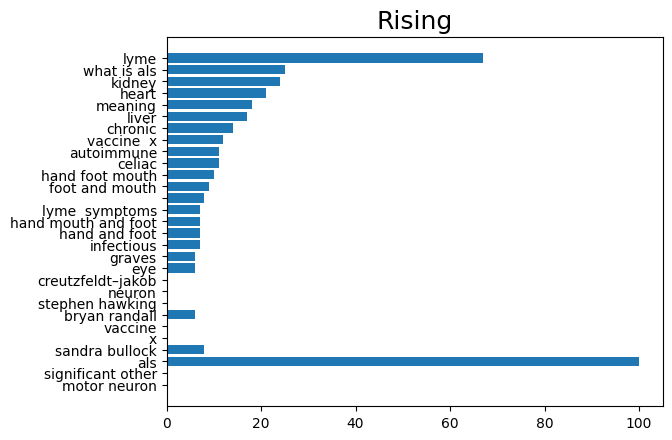 Rising
lyme
what is als
kidney
heart
meaning
liver
chronic
vaccine  x
autoimmune
celiac
hand foot mouth
foot and mouth
lyme  symptoms
hand mouth and foot
hand and foot
infectious
graves
eye
creutzfeldt–jakob
neuron
stephen hawking
bryan randall
vaccine
x
sandra bullock
als
significant other
motor neuron
0 20 40 60 80 100